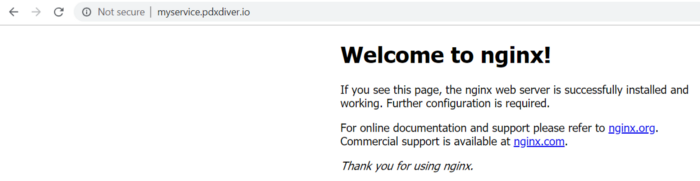 Not secure | myservice.pdxdiver.io
Welcome to nginx!
If you see this page, the nginx web server is successfully installed and
working. Further configuration is required.
For online documentation and support please refer to nginx.org.
Commercial support is available at nginx.com.
Thank you for using nginx.